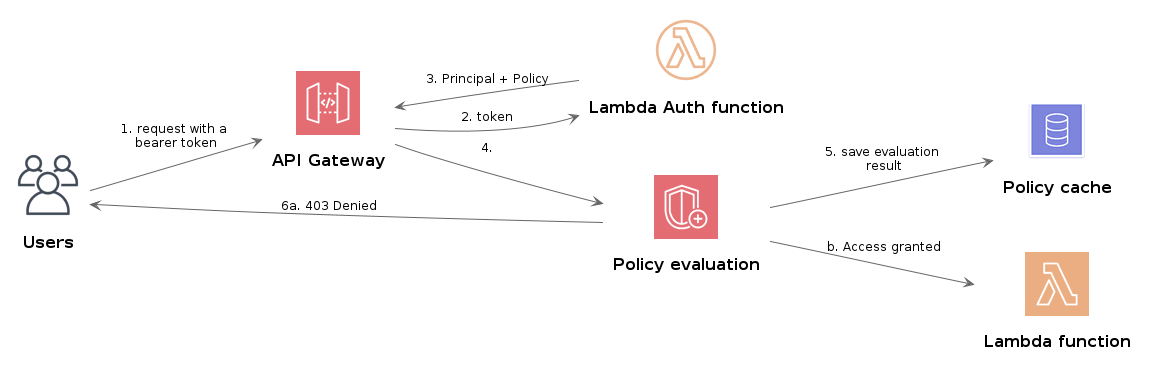 1. request with a
bearer token
Users
API Gateway
3. Principal + Policy
2. token
4.
6a. 403 Denied
Lambda Auth function
Policy evaluation
5. save evaluation
result
b. Access granted
Policy cache
Lambda function